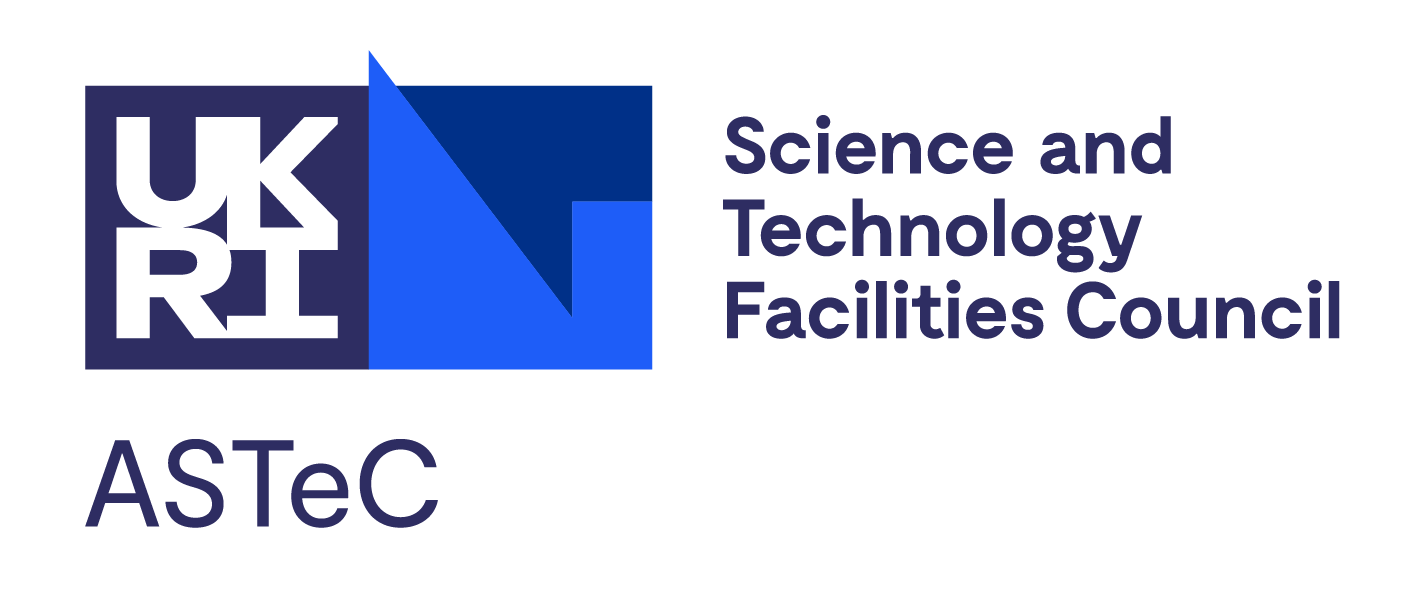 UK
RI
Science and
Technology
Facilities Council
ASTeC